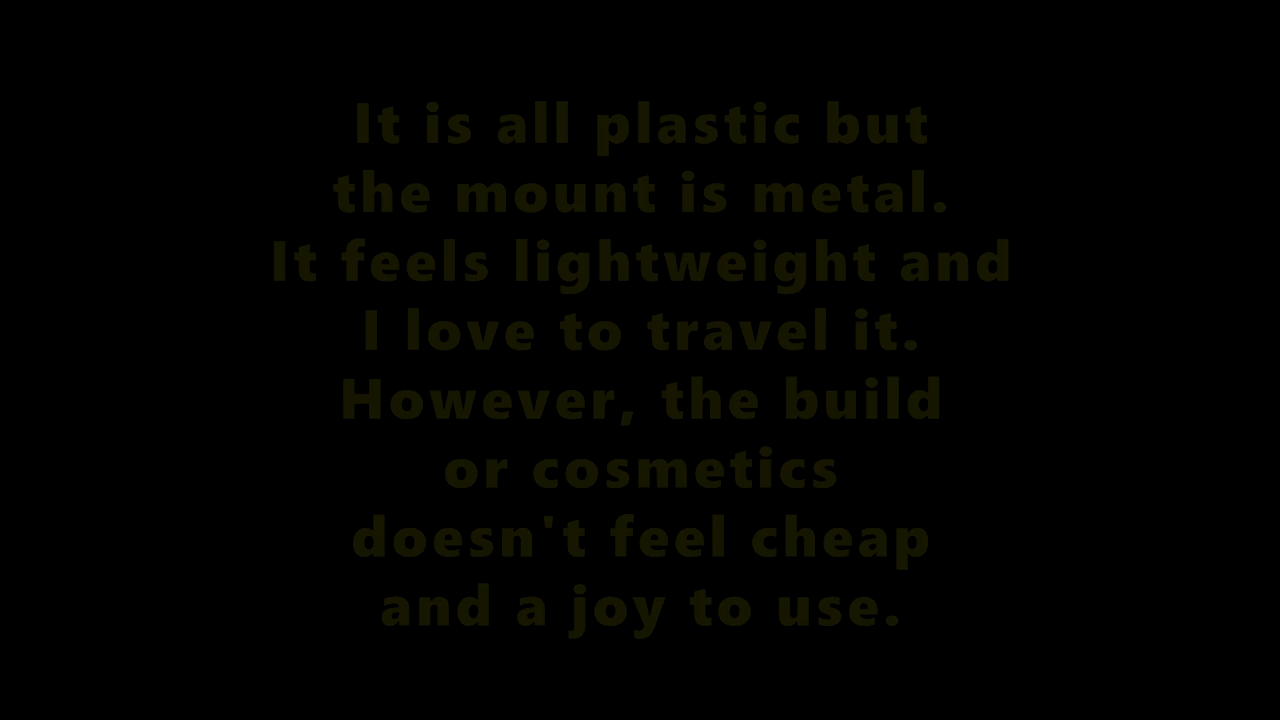 It is all plastic but
the mount is metal.
It feels lightweight and
I love to travel it.
However, the build
or cosmetics
doesn't feel cheap
and a joy to use.